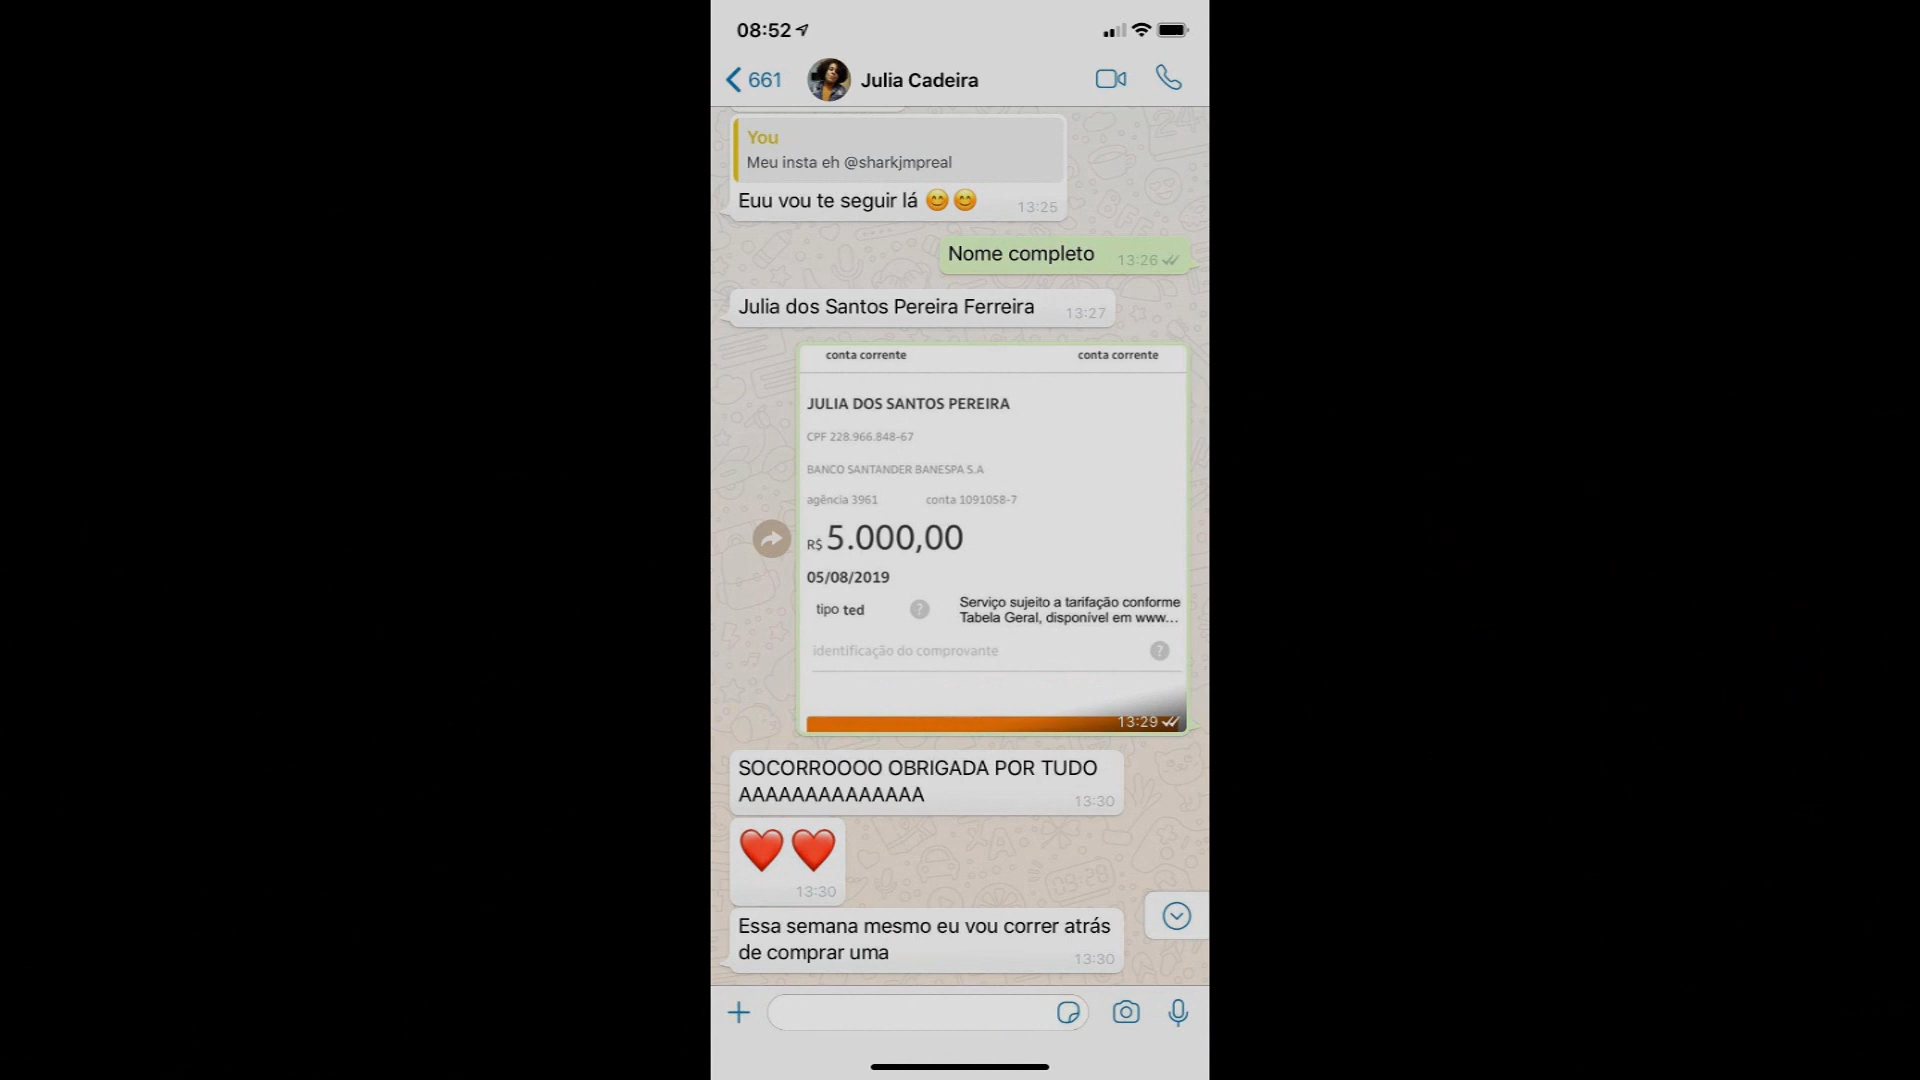 08:52
661
Julia Cadeira
You
Meu insta eh @sharkjmpreal
Euu vou te seguir lá 😊😊
13:25
Nome completo
13:26
Julia dos Santos Pereira Ferreira
13:27
conta corrente conta corrente
JULIA DOS SANTOS PEREIRA
CPF 228.966.848-67
BANCO SANTANDER BANESPA S.A
agência 3961 conta 1091058-7
R$ 5.000,00
05/08/2019
tipo ted ? Serviço sujeito a tarifação conforme
Tabela Geral, disponível em www...
identificação do comprovante ?
13:29
SOCORROOOO OBRIGADA POR TUDO
AAAAAAAAAAAAAA
13:30
❤️❤️
13:30
Essa semana mesmo eu vou correr atrás
de comprar uma
13:30